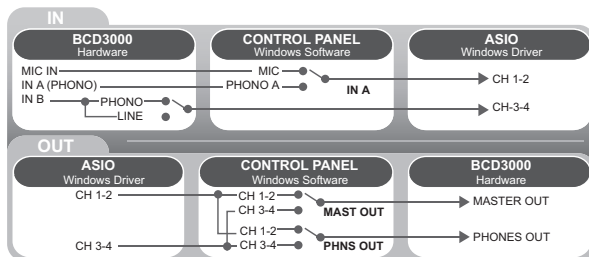 IN
BCD3000
Hardware
CONTROL PANEL
Windows Software
ASIO
Windows Driver
MIC IN
MIC
IN A (PHONO)
PHONO A
IN A
CH 1-2
IN B
PHONO
LINE
CH-3-4
OUT
ASIO
Windows Driver
CONTROL PANEL
Windows Software
BCD3000
Hardware
CH 1-2
CH 1-2
CH 3-4
MAST OUT
MASTER OUT
CH 1-2
CH 3-4
CH 3-4
PHNS OUT
PHONES OUT